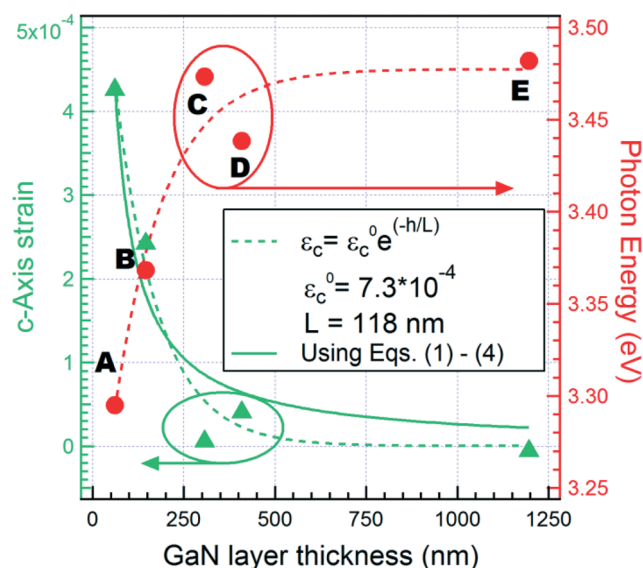 5x10⁻⁴
4
3
2
1
0
c-Axis strain
3.50
3.45
3.40
3.35
3.30
3.25
Photon Energy (eV)
A
B
C
D
E
εc= εc⁰e(-h/L)
εc⁰= 7.3*10⁻⁴
L = 118 nm
Using Eqs. (1) - (4)
0 250 500 750 1000 1250
GaN layer thickness (nm)